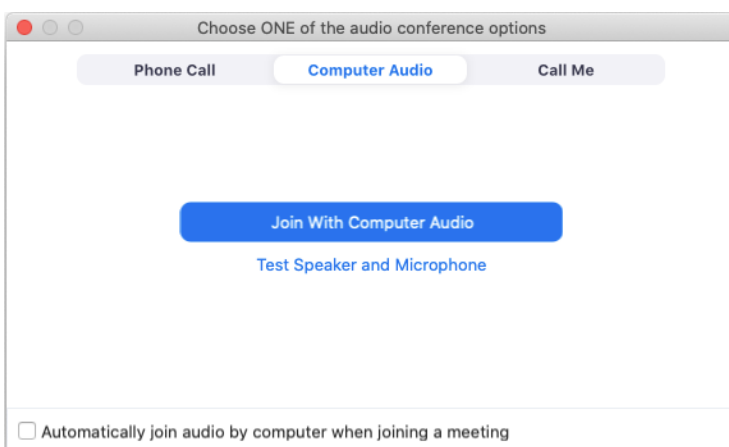 Choose ONE of the audio conference options
Phone Call Computer Audio Call Me
Join With Computer Audio
Test Speaker and Microphone
Automatically join audio by computer when joining a meeting